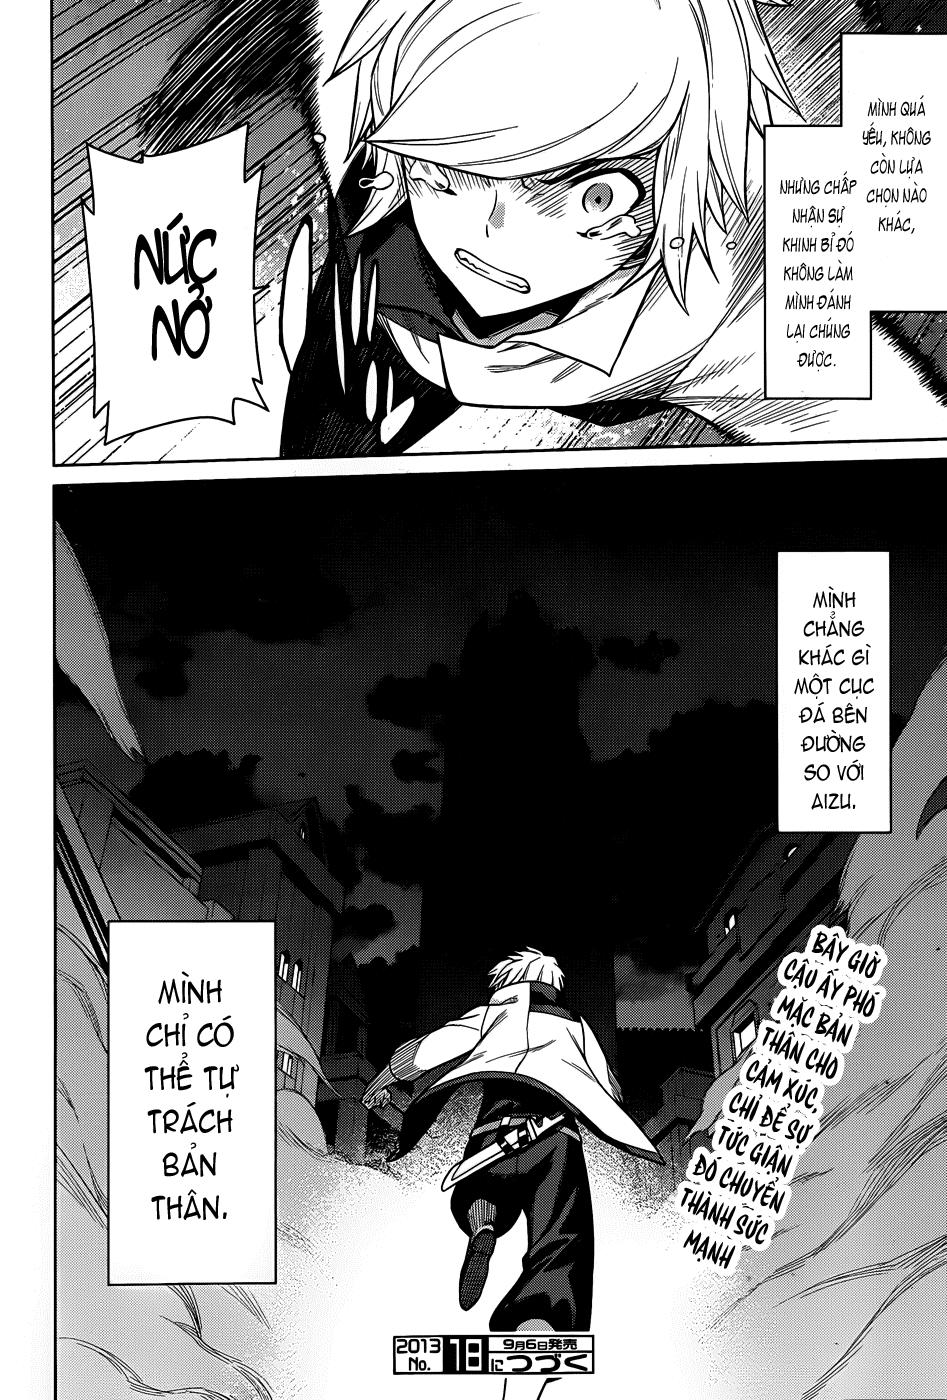 MÌNH QUÁ
YẾU, KHÔNG
CÒN LỰA
CHỌN NÀO
KHÁC,
NHƯNG CHẤP
NHẬN SỰ
KHINH BỈ ĐÓ
KHÔNG LÀM
MÌNH ĐÁNH
LẠI CHÚNG
ĐƯỢC.
NỨC
NỞ
MÌNH
CHẲNG
KHÁC GÌ
MỘT CỤC
ĐÁ BÊN
ĐƯỜNG
SO VỚI
AIZU.
BÂY GIỜ
CẬU ẤY PHÓ
MẶC BẢN
THÂN CHO
CẢM XÚC,
CHỈ ĐỂ SỰ
TỨC GIẬN
ĐÓ CHUYỂN
THÀNH SỨC
MẠNH
MÌNH
CHỈ CÓ
THỂ TỰ
TRÁCH
BẢN
THÂN.
2013 No. 18 9月6日発売 につづく